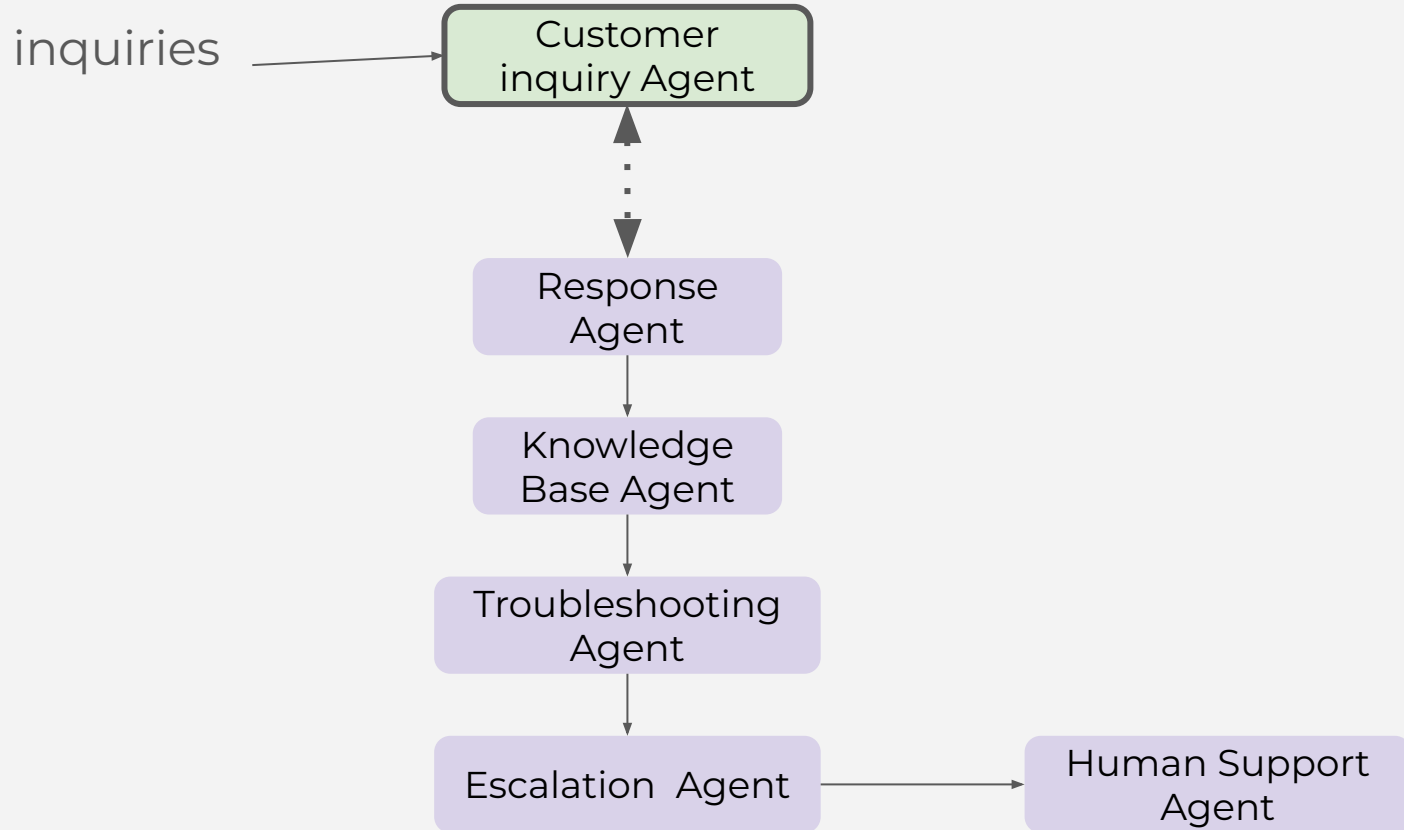 inquiries
Customer
inquiry Agent
Response
Agent
Knowledge
Base Agent
Troubleshooting
Agent
Escalation  Agent
Human Support
Agent